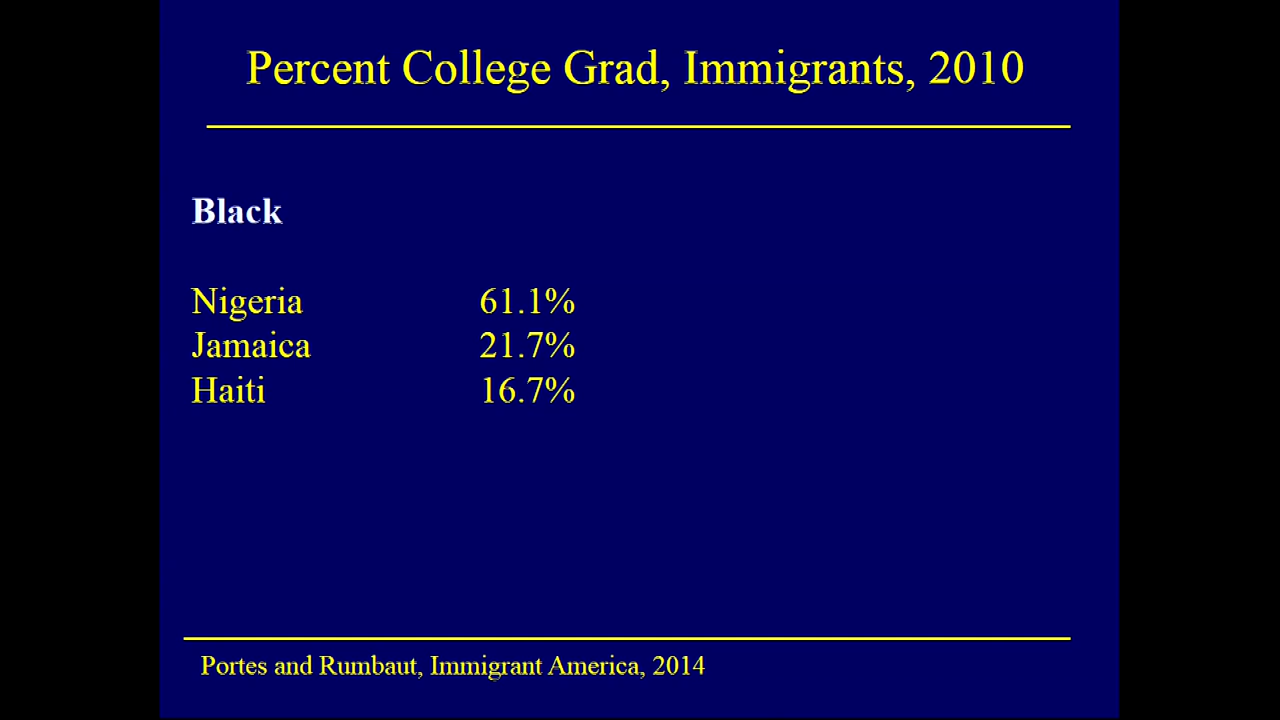 Percent College Grad, Immigrants, 2010
Black
Nigeria 61.1%
Jamaica 21.7%
Haiti 16.7%
Portes and Rumbaut, Immigrant America, 2014